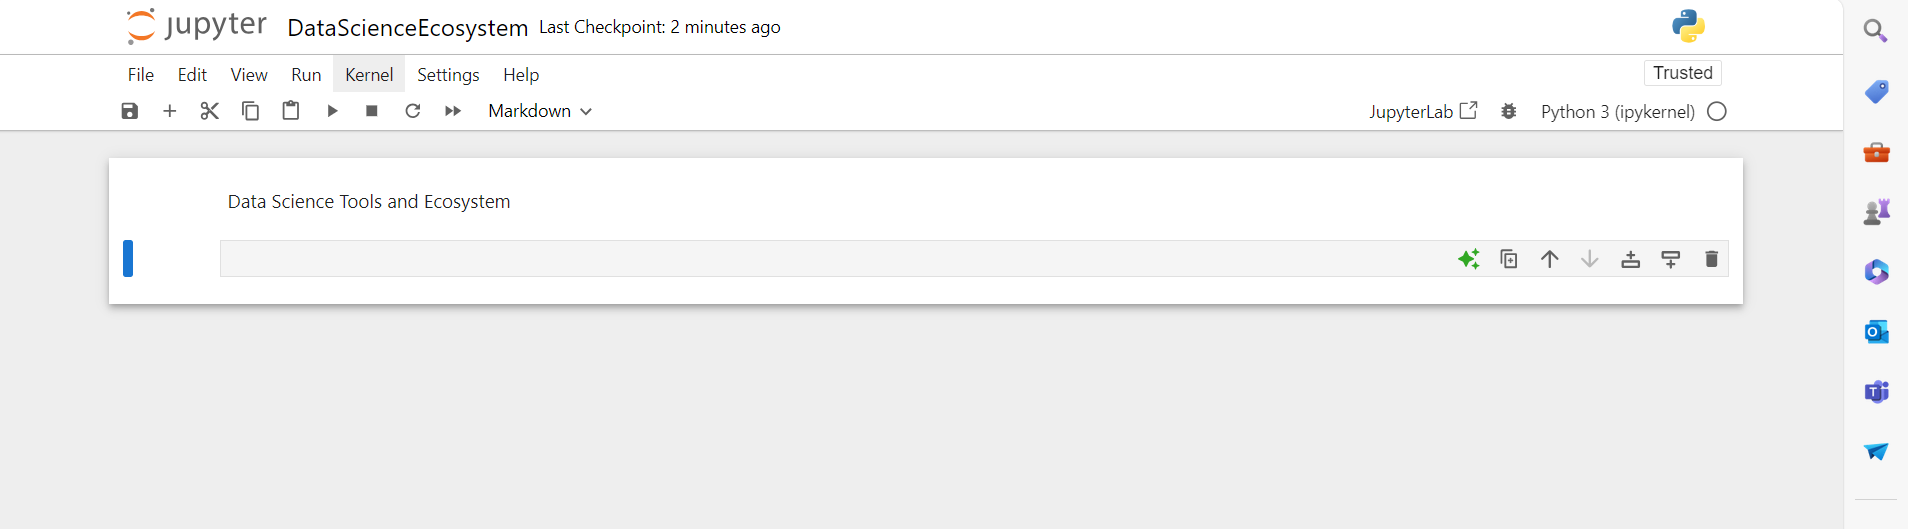 jupyter DataScienceEcosystem Last Checkpoint: 2 minutes ago
File Edit View Run Kernel Settings Help
Trusted
Markdown
JupyterLab Python 3 (ipykernel)
Data Science Tools and Ecosystem